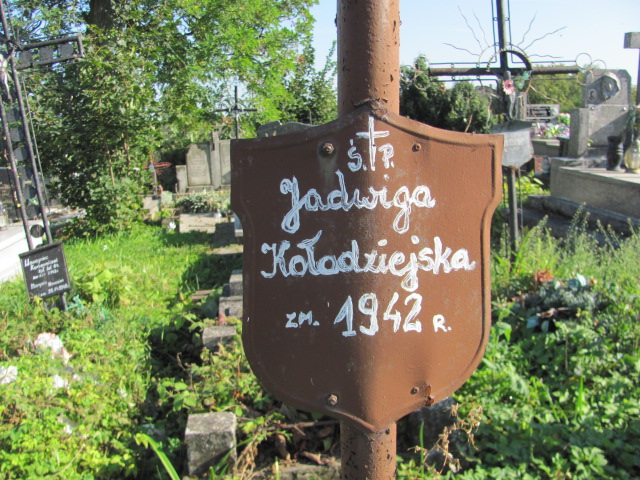 Ś.†P.
Jadwiga
Kołodziejska
ZM. 1942 R.